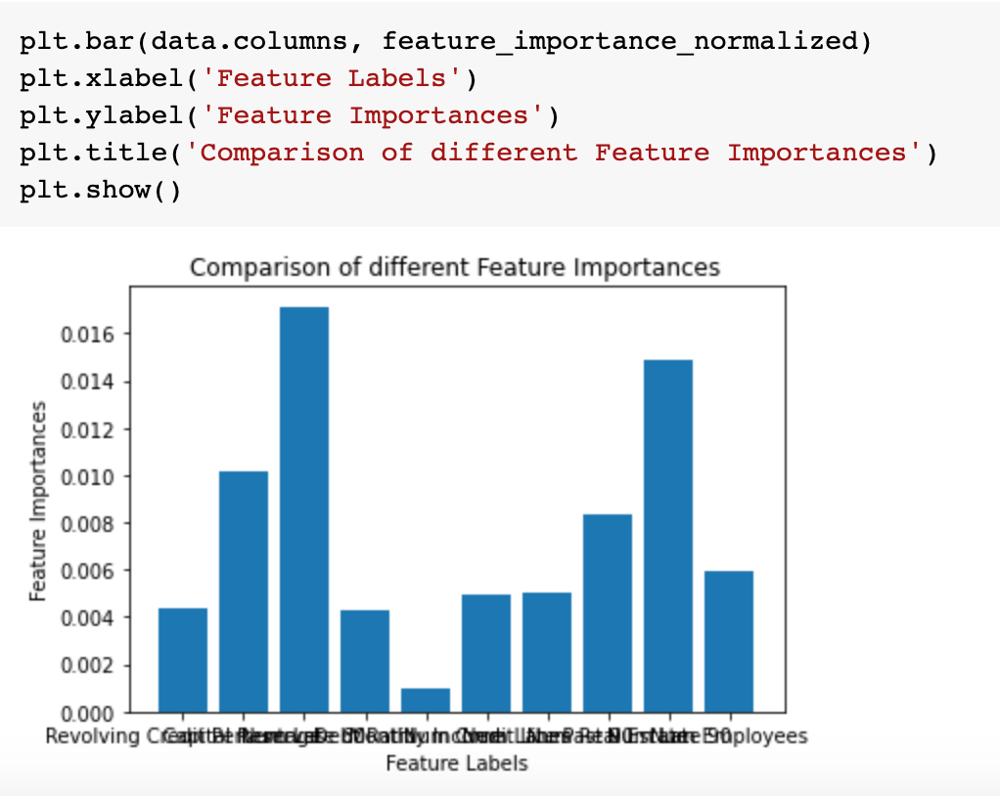 plt.bar(data.columns, feature_importance_normalized)
plt.xlabel('Feature Labels')
plt.ylabel('Feature Importances')
plt.title('Comparison of different Feature Importances')
plt.show()
Comparison of different Feature Importances
0.016
0.014
0.012
0.010
0.008
0.006
0.004
0.002
0.000
Feature Importances
Revolving Employees
Feature Labels